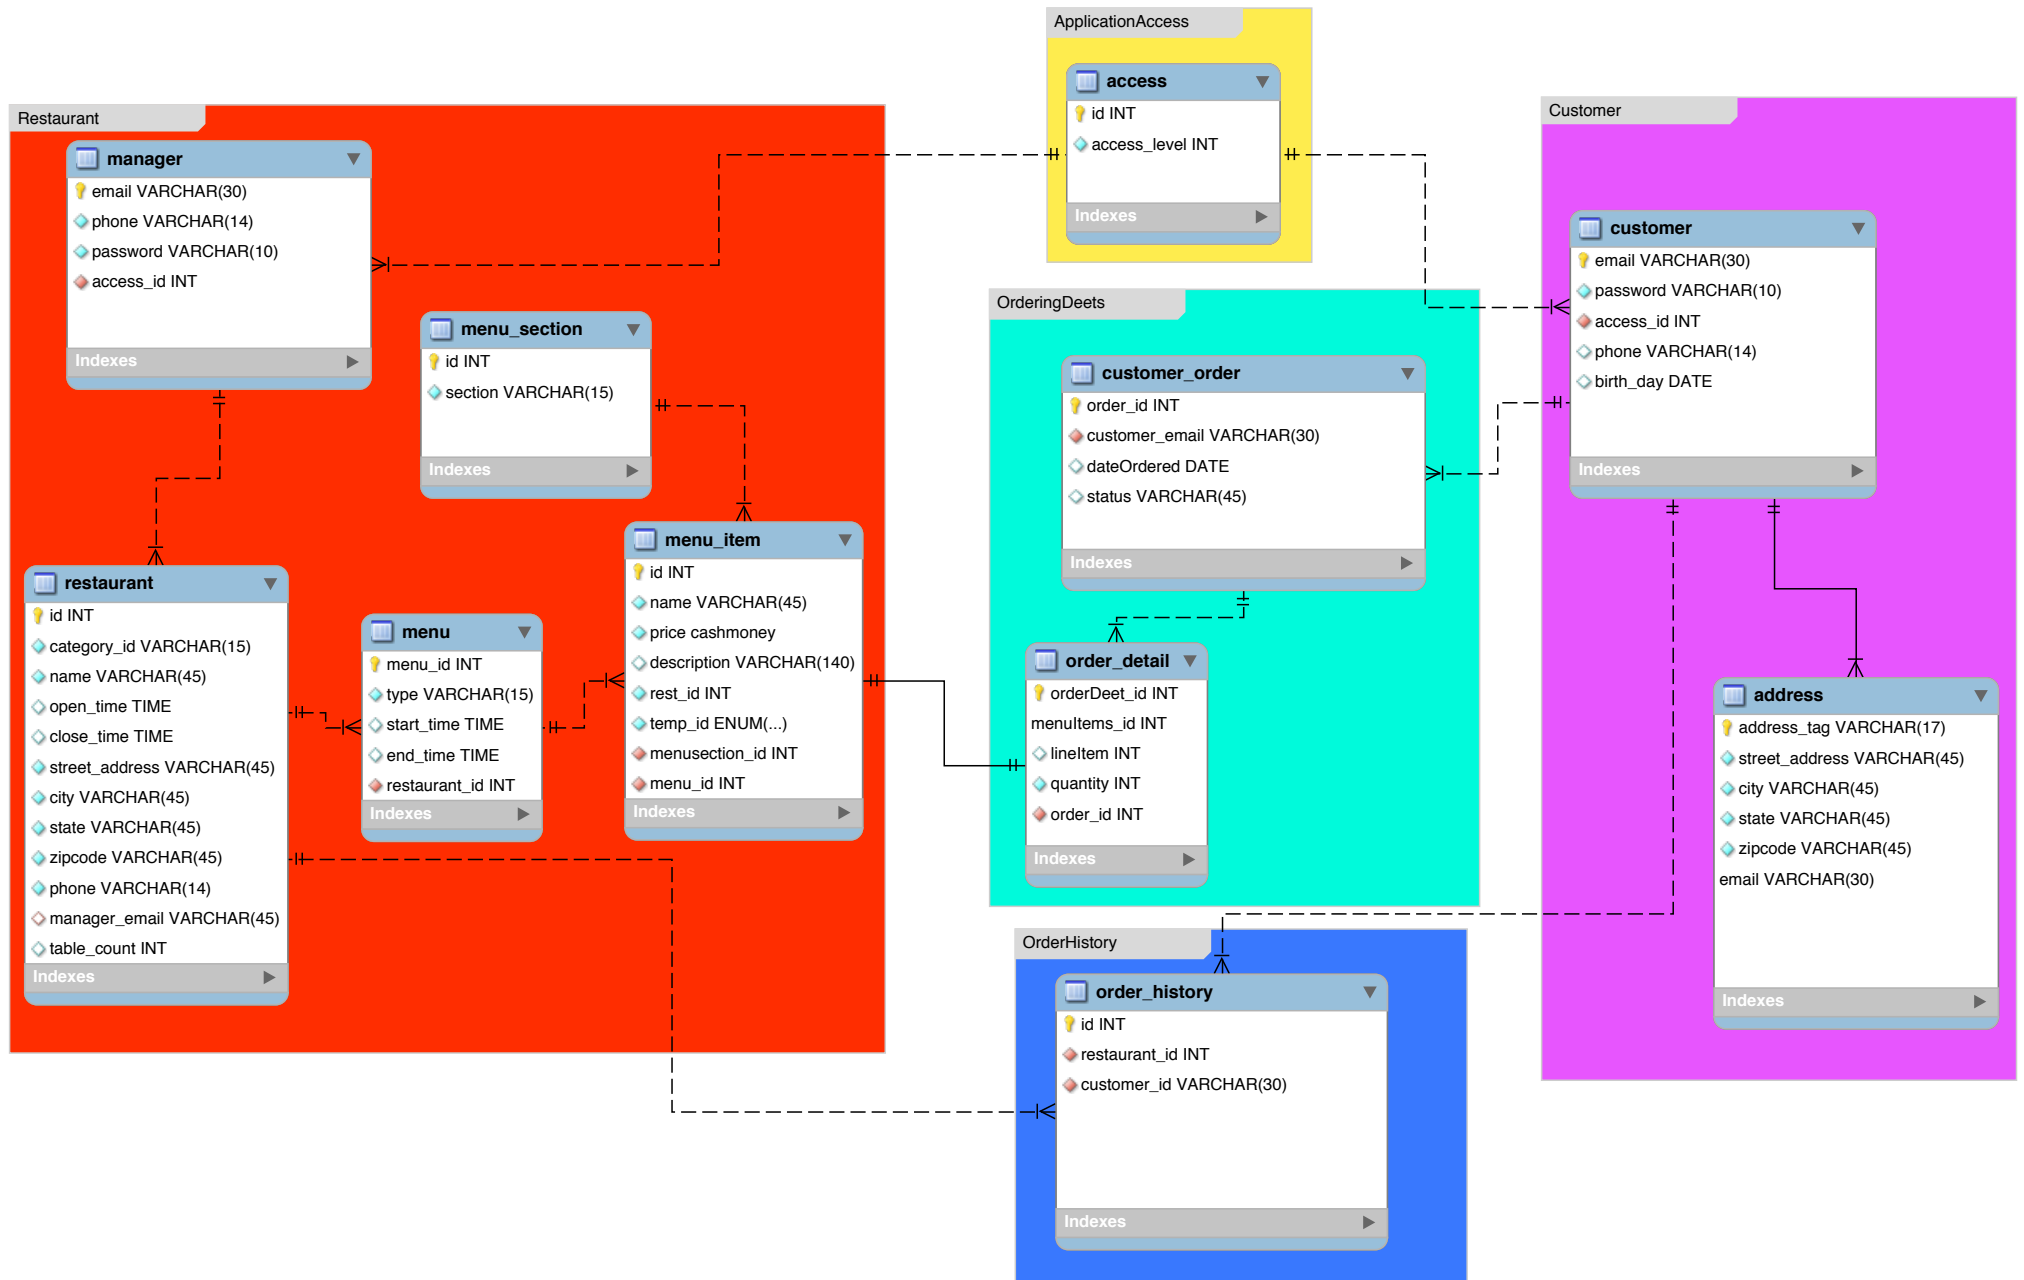 ApplicationAccess
access
id INT
access_level INT
Indexes
Restaurant
manager
email VARCHAR(30)
phone VARCHAR(14)
password VARCHAR(10)
access_id INT
Indexes
menu_section
id INT
section VARCHAR(15)
Indexes
restaurant
id INT
category_id VARCHAR(15)
name VARCHAR(45)
open_time TIME
close_time TIME
street_address VARCHAR(45)
city VARCHAR(45)
state VARCHAR(45)
zipcode VARCHAR(45)
phone VARCHAR(14)
manager_email VARCHAR(45)
table_count INT
Indexes
menu
menu_id INT
type VARCHAR(15)
start_time TIME
end_time TIME
restaurant_id INT
Indexes
menu_item
id INT
name VARCHAR(45)
price cashmoney
description VARCHAR(140)
rest_id INT
temp_id ENUM(...)
menusection_id INT
menu_id INT
Indexes
OrderingDeets
customer_order
order_id INT
customer_email VARCHAR(30)
dateOrdered DATE
status VARCHAR(45)
Indexes
order_detail
orderDeet_id INT
menuItems_id INT
lineItem INT
quantity INT
order_id INT
Indexes
Customer
customer
email VARCHAR(30)
password VARCHAR(10)
access_id INT
phone VARCHAR(14)
birth_day DATE
Indexes
address
address_tag VARCHAR(17)
street_address VARCHAR(45)
city VARCHAR(45)
state VARCHAR(45)
zipcode VARCHAR(45)
email VARCHAR(30)
Indexes
OrderHistory
order_history
id INT
restaurant_id INT
customer_id VARCHAR(30)
Indexes